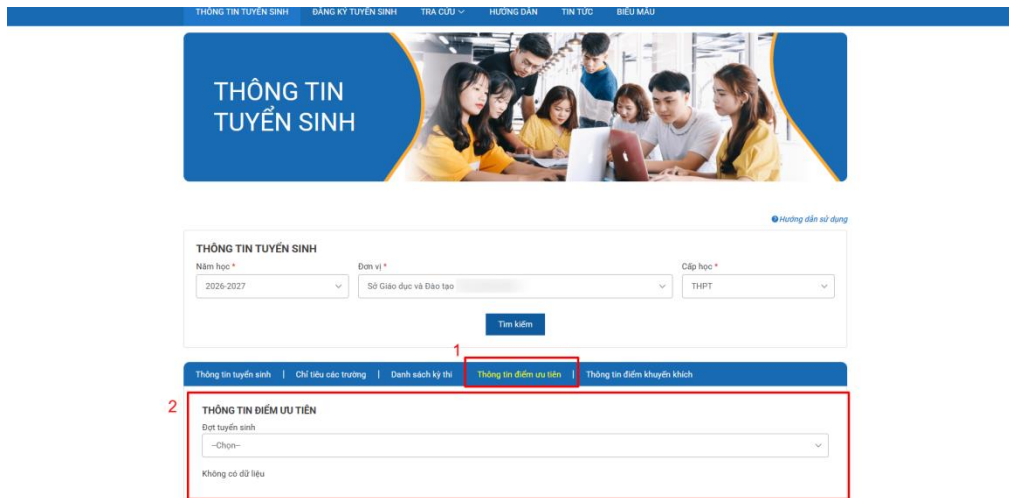 THÔNG TIN TUYỂN SINH ĐĂNG KÝ TUYỂN SINH TRA CỨU HƯỚNG DẪN TIN TỨC BIỂU MẪU
THÔNG TIN
TUYỂN SINH
Hướng dẫn sử dụng
THÔNG TIN TUYỂN SINH
Năm học * Đơn vị * Cấp học *
2026-2027 Sở Giáo dục và Đào tạo THPT
Tìm kiếm
1
Thông tin tuyển sinh | Chỉ tiêu các trường | Danh sách kỳ thi Thông tin điểm ưu tiên | Thông tin điểm khuyến khích
2
THÔNG TIN ĐIỂM ƯU TIÊN
Đợt tuyển sinh
--Chọn--
Không có dữ liệu